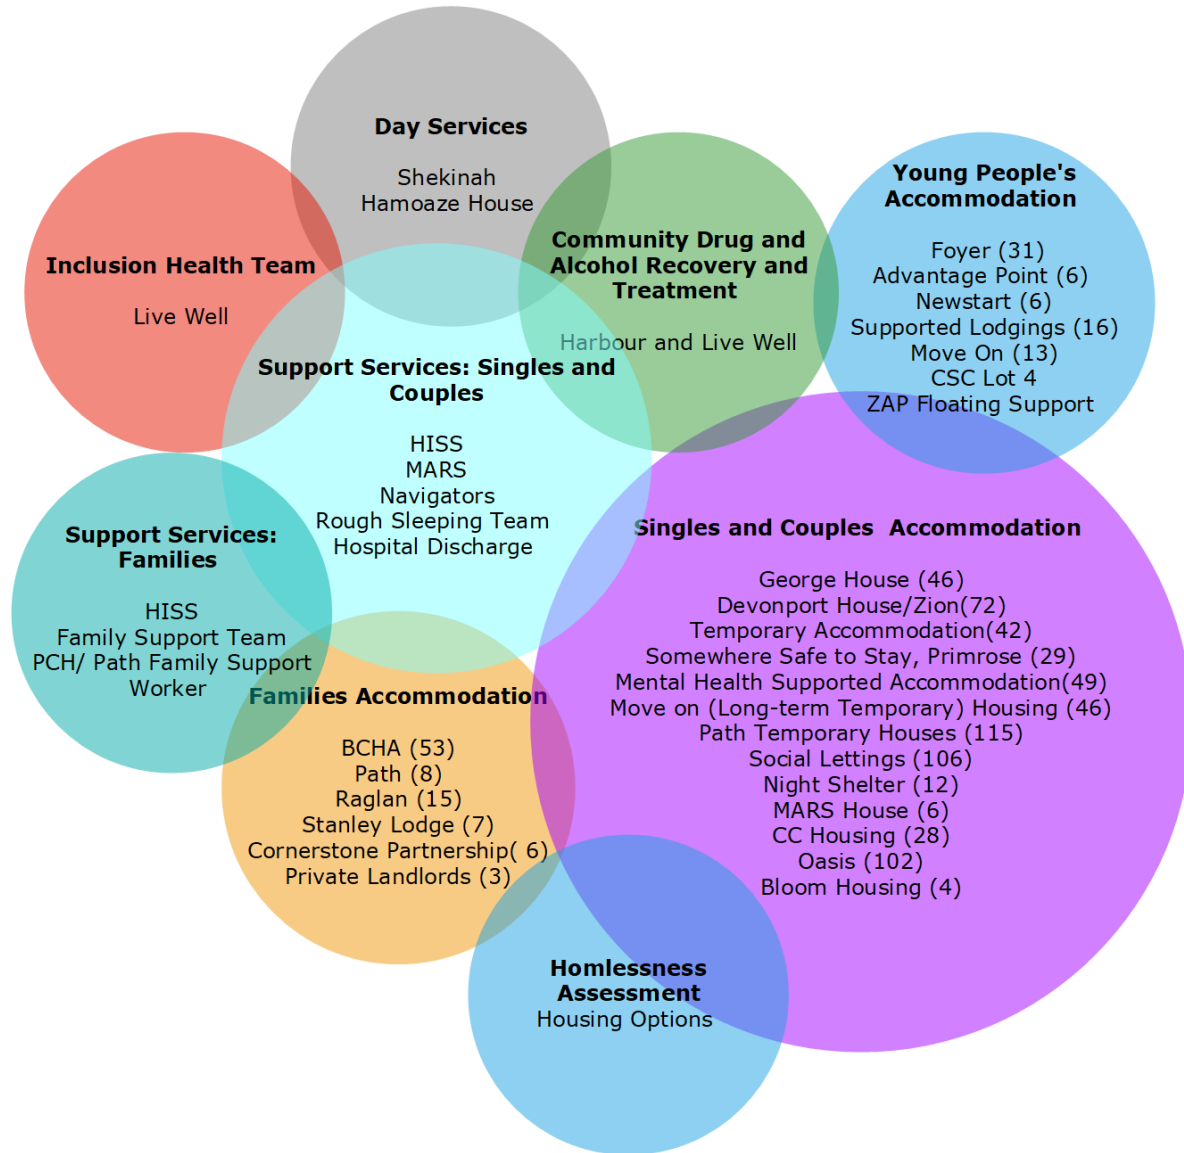 Day Services
Shekinah
Hamoaze House
Inclusion Health Team
Live Well
Community Drug and
Alcohol Recovery and
Treatment
Harbour and Live Well
Young People's
Accommodation
Foyer (31)
Advantage Point (6)
Newstart (6)
Supported Lodgings (16)
Move On (13)
CSC Lot 4
ZAP Floating Support
Support Services: Singles and
Couples
HISS
MARS
Navigators
Rough Sleeping Team
Hospital Discharge
Support Services:
Families
HISS
Family Support Team
PCH/ Path Family Support
Worker
Singles and Couples  Accommodation
George House (46)
Devonport House/Zion(72)
Temporary Accommodation(42)
Somewhere Safe to Stay, Primrose (29)
Mental Health Supported Accommodation(49)
Move on (Long-term Temporary) Housing (46)
Path Temporary Houses (115)
Social Lettings (106)
Night Shelter (12)
MARS House (6)
CC Housing (28)
Oasis (102)
Bloom Housing (4)
Families Accommodation
BCHA (53)
Path (8)
Raglan (15)
Stanley Lodge (7)
Cornerstone Partnership( 6)
Private Landlords (3)
Homlessness
Assessment
Housing Options